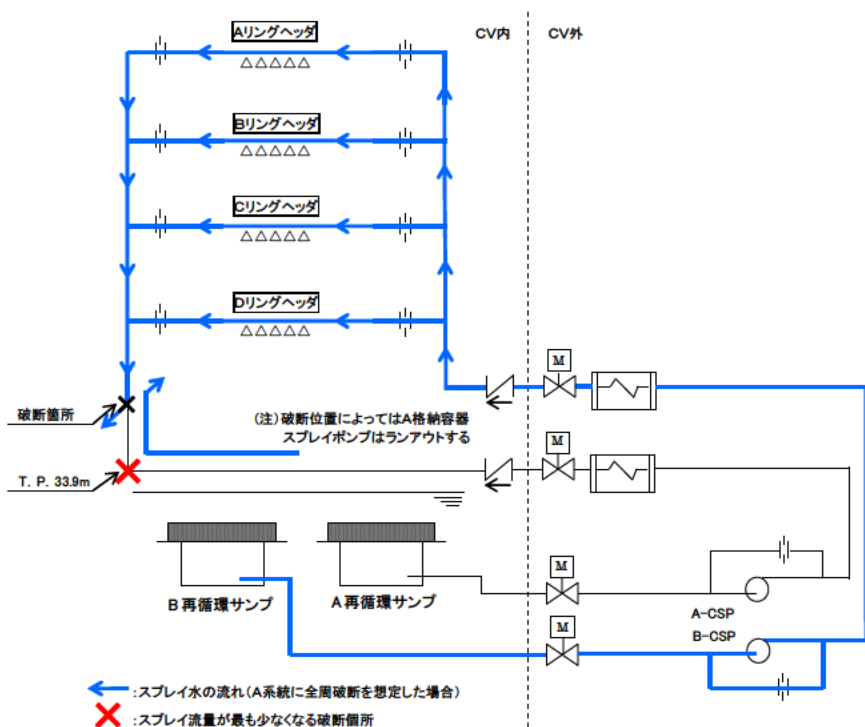 CV内
CV外
Aリングヘッダ
△△△△△
Bリングヘッダ
△△△△△
Cリングヘッダ
△△△△△
Dリングヘッダ
△△△△△
M
破断箇所
(注)破断位置によってはA格納容器
スプレイポンプはランアウトする
M
T. P. 33.9m
B再循環サンプ
A再循環サンプ
M
A-CSP
B-CSP
M
:スプレイ水の流れ(A系統に全周破断を想定した場合)
:スプレイ流量が最も少なくなる破断個所